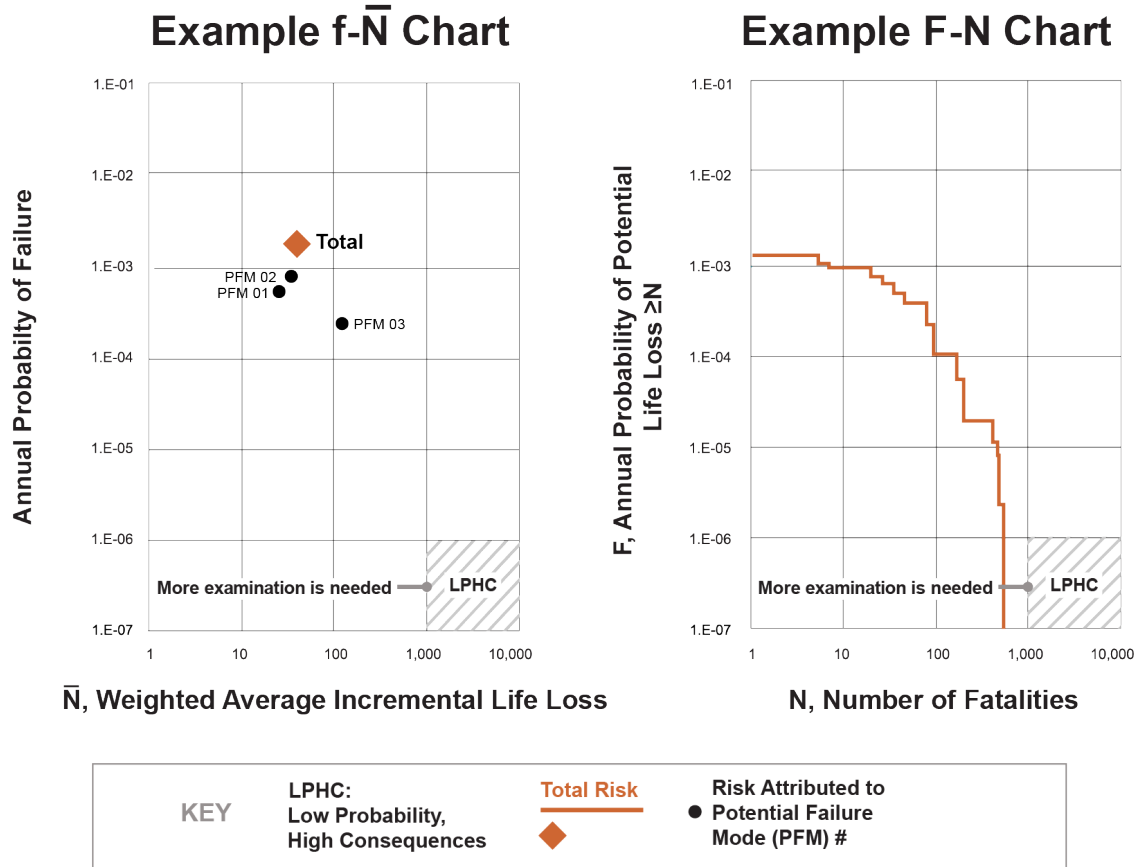 Example f-N̅ Chart
Annual Probabilty of Failure
1.E-01
1.E-02
1.E-03
1.E-04
1.E-05
1.E-06
1.E-07
Total
PFM 02
PFM 01
PFM 03
More examination is needed
LPHC
1 10 100 1,000 10,000
N̅, Weighted Average Incremental Life Loss
Example F-N Chart
F, Annual Probability of Potential
Life Loss ≥N
1.E-01
1.E-02
1.E-03
1.E-04
1.E-05
1.E-06
1.E-07
More examination is needed
LPHC
1 10 100 1,000 10,000
N, Number of Fatalities
KEY
LPHC:
Low Probability,
High Consequences
Total Risk
Risk Attributed to
Potential Failure
Mode (PFM) #